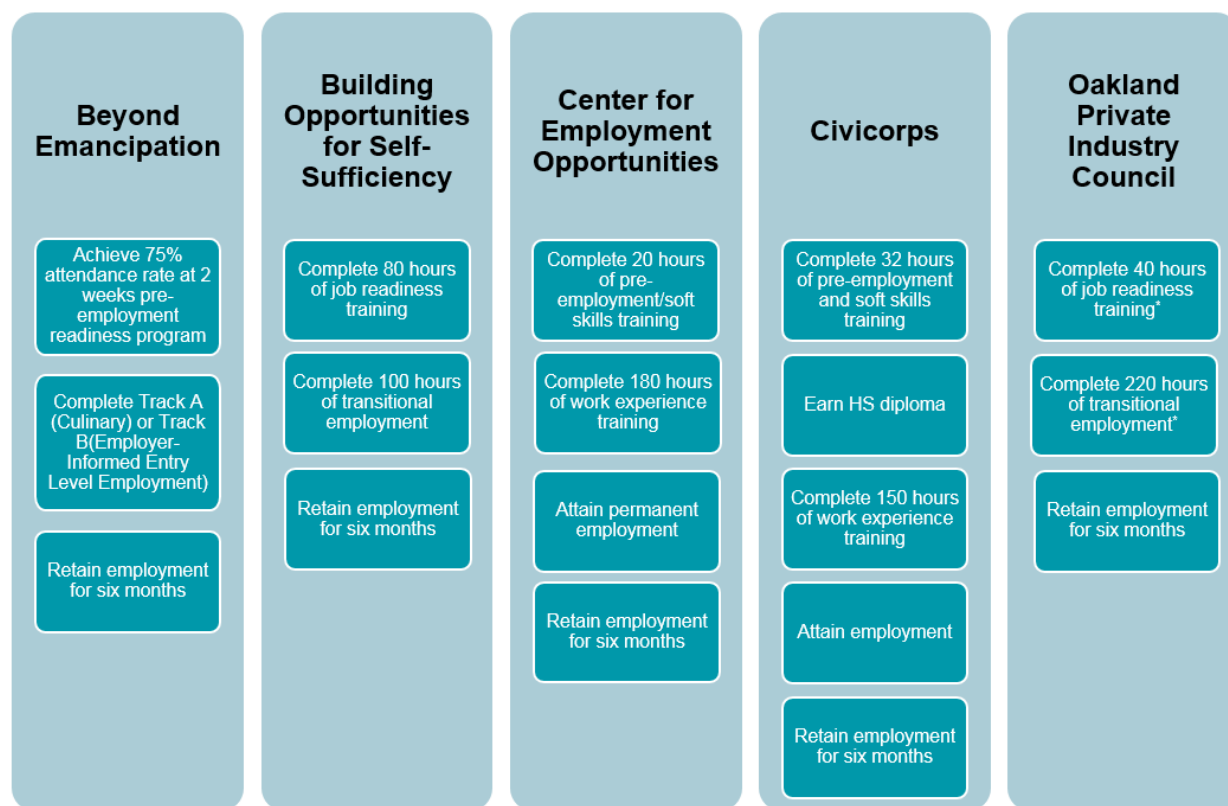 Beyond
Emancipation
Achieve 75%
attendance rate at 2
weeks pre-
employment
readiness program
Complete Track A
(Culinary) or Track
B(Employer-
Informed Entry
Level Employment)
Retain employment
for six months
Building
Opportunities
for Self-
Sufficiency
Complete 80 hours
of job readiness
training
Complete 100 hours
of transitional
employment
Retain employment
for six months
Center for
Employment
Opportunities
Complete 20 hours
of pre-
employment/soft
skills training
Complete 180 hours
of work experience
training
Attain permanent
employment
Retain employment
for six months
Civicorps
Complete 32 hours
of pre-employment
and soft skills
training
Earn HS diploma
Complete 150 hours
of work experience
training
Attain employment
Retain employment
for six months
Oakland
Private
Industry
Council
Complete 40 hours
of job readiness
training*
Complete 220 hours
of transitional
employment*
Retain employment
for six months